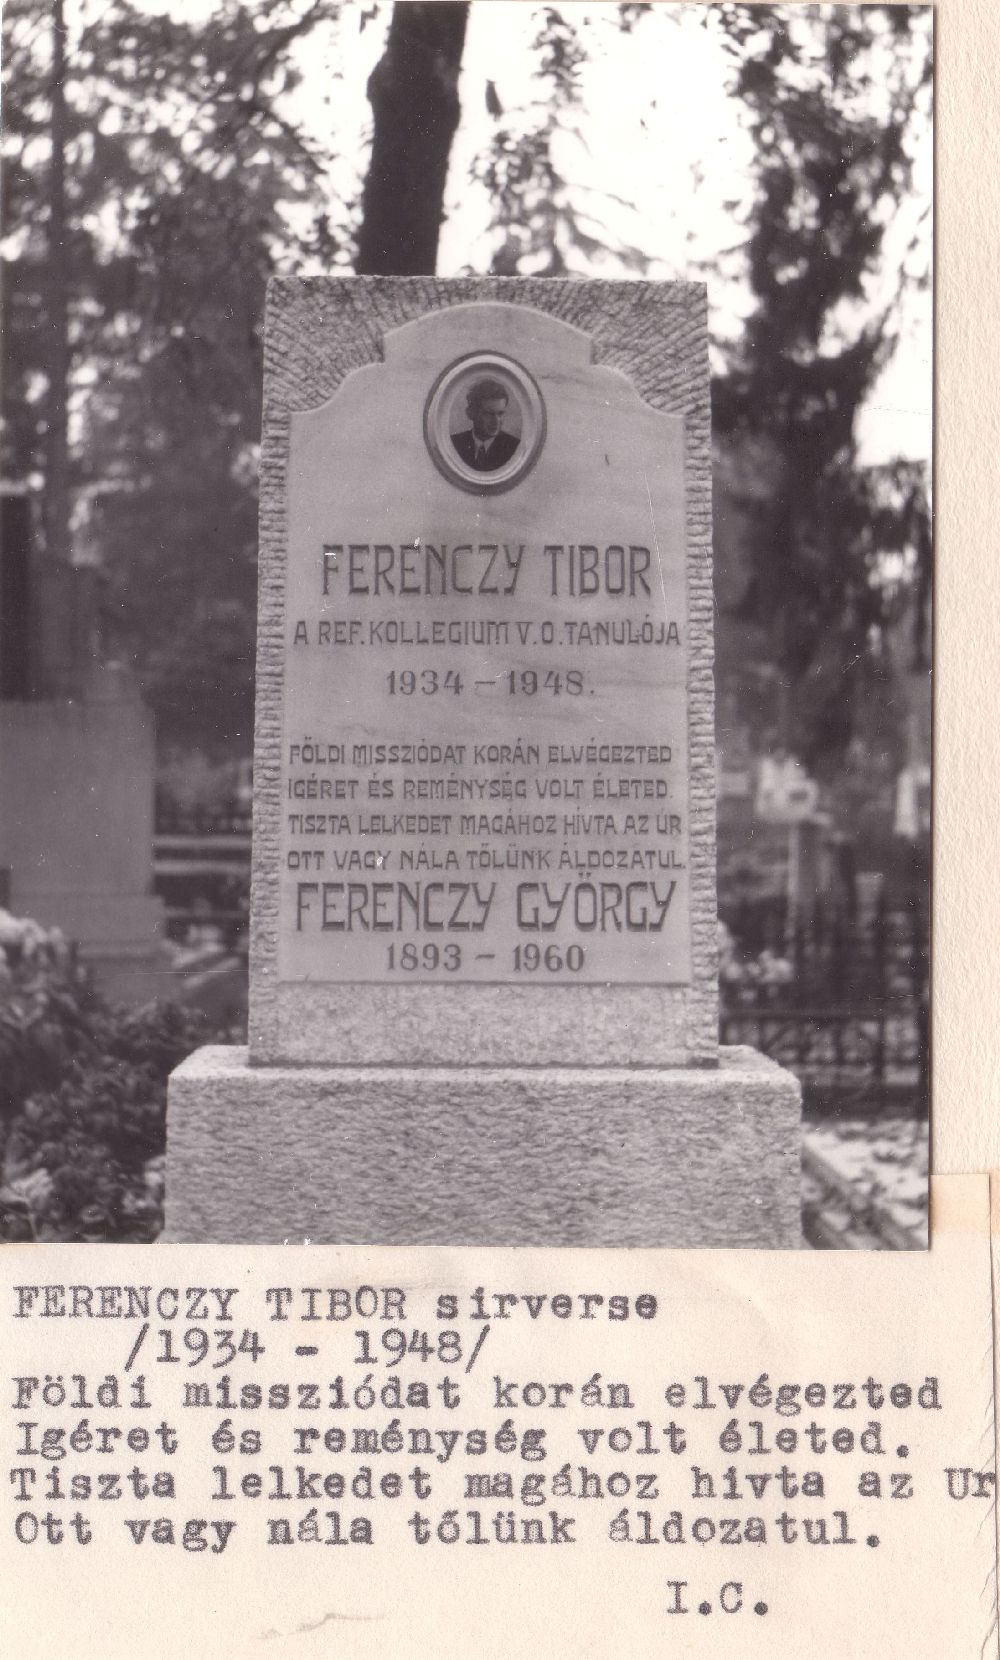 FERENCZY TIBOR
A REF. KOLLEGIUM V. O. TANULÓJA
1934 – 1948.
FÖLDI MISSZIÓDAT KORÁN ELVÉGEZTED
IGÉRET ÉS REMÉNYSÉG VOLT ÉLETED.
TISZTA LELKEDET MAGÁHOZ HÍVTA AZ ÚR
OTT VAGY NÁLA TŐLÜNK ÁLDOZATUL.
FERENCZY GYÖRGY
1893 – 1960
FERENCZY TIBOR sirverse
/1934 - 1948/
Földi missziódat korán elvégezted
Igéret és reménység volt életed.
Tiszta lelkedet magához hivta az Ur
Ott vagy nála tőlünk áldozatul.
I.C.